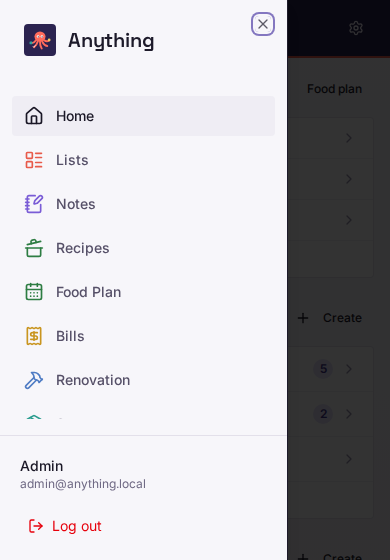 Anything
Home
Lists
Notes
Recipes
Food Plan
Bills
Renovation
Admin
admin@anything.local
Log out
Food plan
Create
5
2
Create